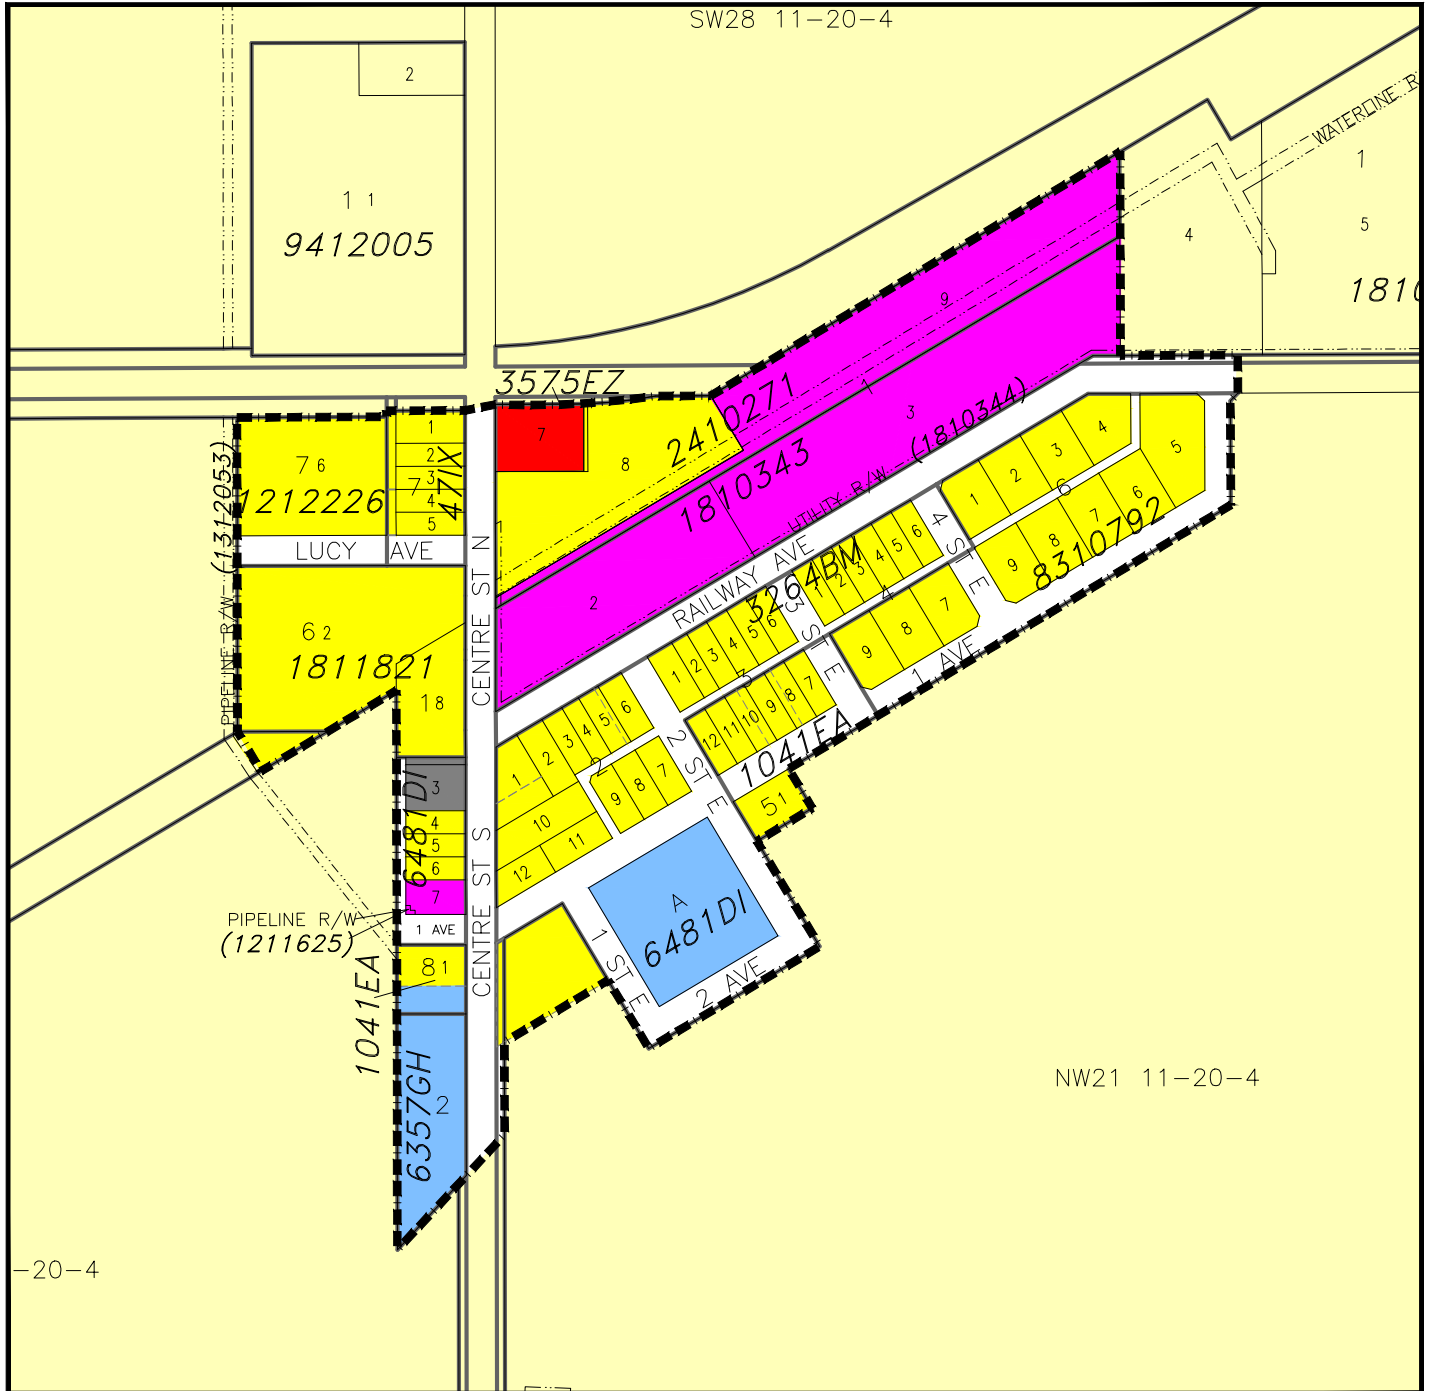 SW28 11-20-4
2
WATERLINE R
1 1
9412005
1
4
5
181
9
3575EZ
1
2
3
4
5
7
47IX
7 6
1212226
(1312053)
7
8
2410271
1
3
1810343
(1810344)
UTILITY R/W
LUCY AVE
CENTRE ST N
7
2
RAILWAY AVE
3264BM
1 2 3 4 5 6
4
4 ST E
1 2 3 4
5
6
9 8 7 6
8310792
6 2
1811821
PIPELINE R/W
1 8
1 2 3 4 5 6
3
3 ST E
9 8 7
1 AVE
12 11 10 9 8 7
1041EA
5 1
2 ST E
1 2 3 4 5 6
2
9 8 7
10
11
12
3
4
5
6
7
6481DI
CENTRE ST S
PIPELINE R/W
(1211625)
1 AVE
8 1
1041EA
A
6481DI
1 ST E
2 AVE
6357GH
2
NW21 11-20-4
-20-4